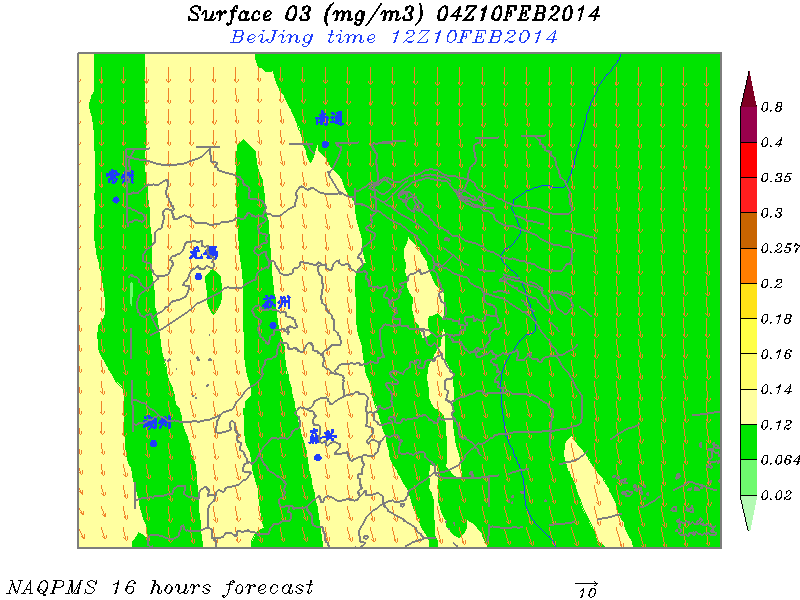 Surface O3 (mg/m3) 04Z10FEB2014
BeiJing time 12Z10FEB2014
南通
常州
无锡
苏州
湖州
嘉兴
0.8
0.4
0.35
0.3
0.257
0.2
0.18
0.16
0.14
0.12
0.064
0.02
NAQPMS 16 hours forecast
10